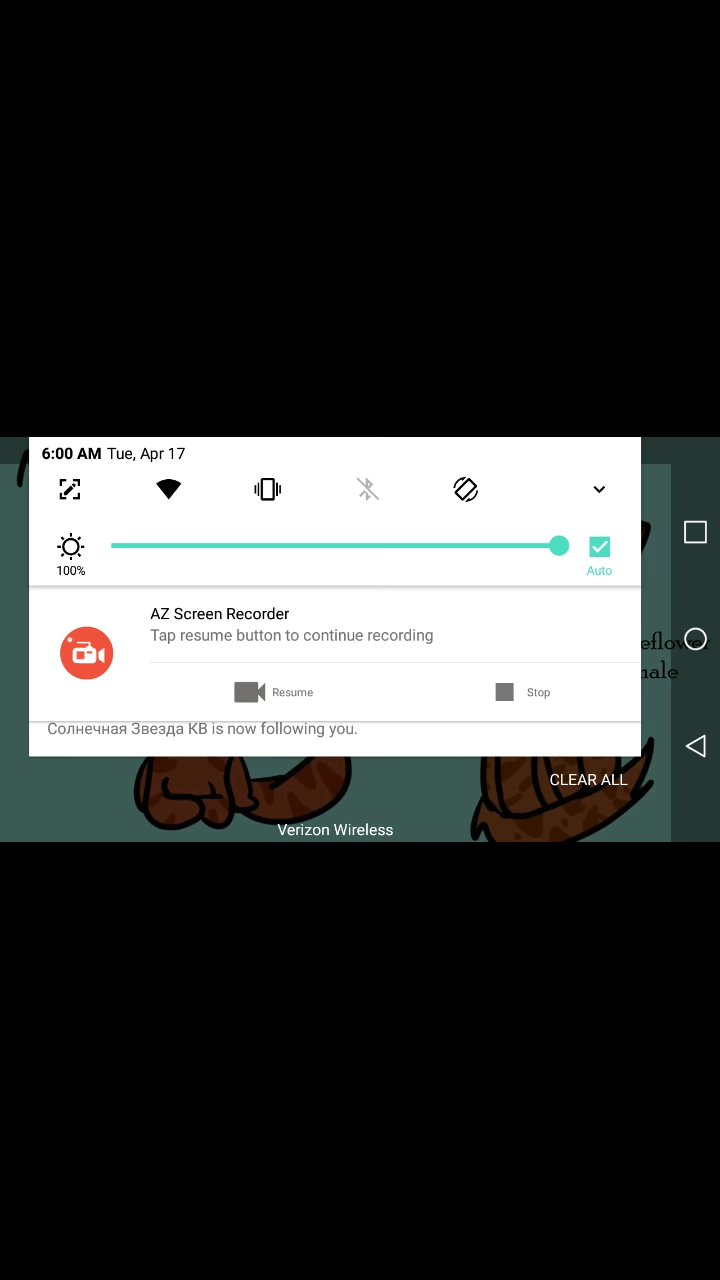 6:00 AM Tue, Apr 17
100%
Auto
AZ Screen Recorder
Tap resume button to continue recording
Resume
Stop
Солнечная Звезда КВ is now following you.
CLEAR ALL
Verizon Wireless